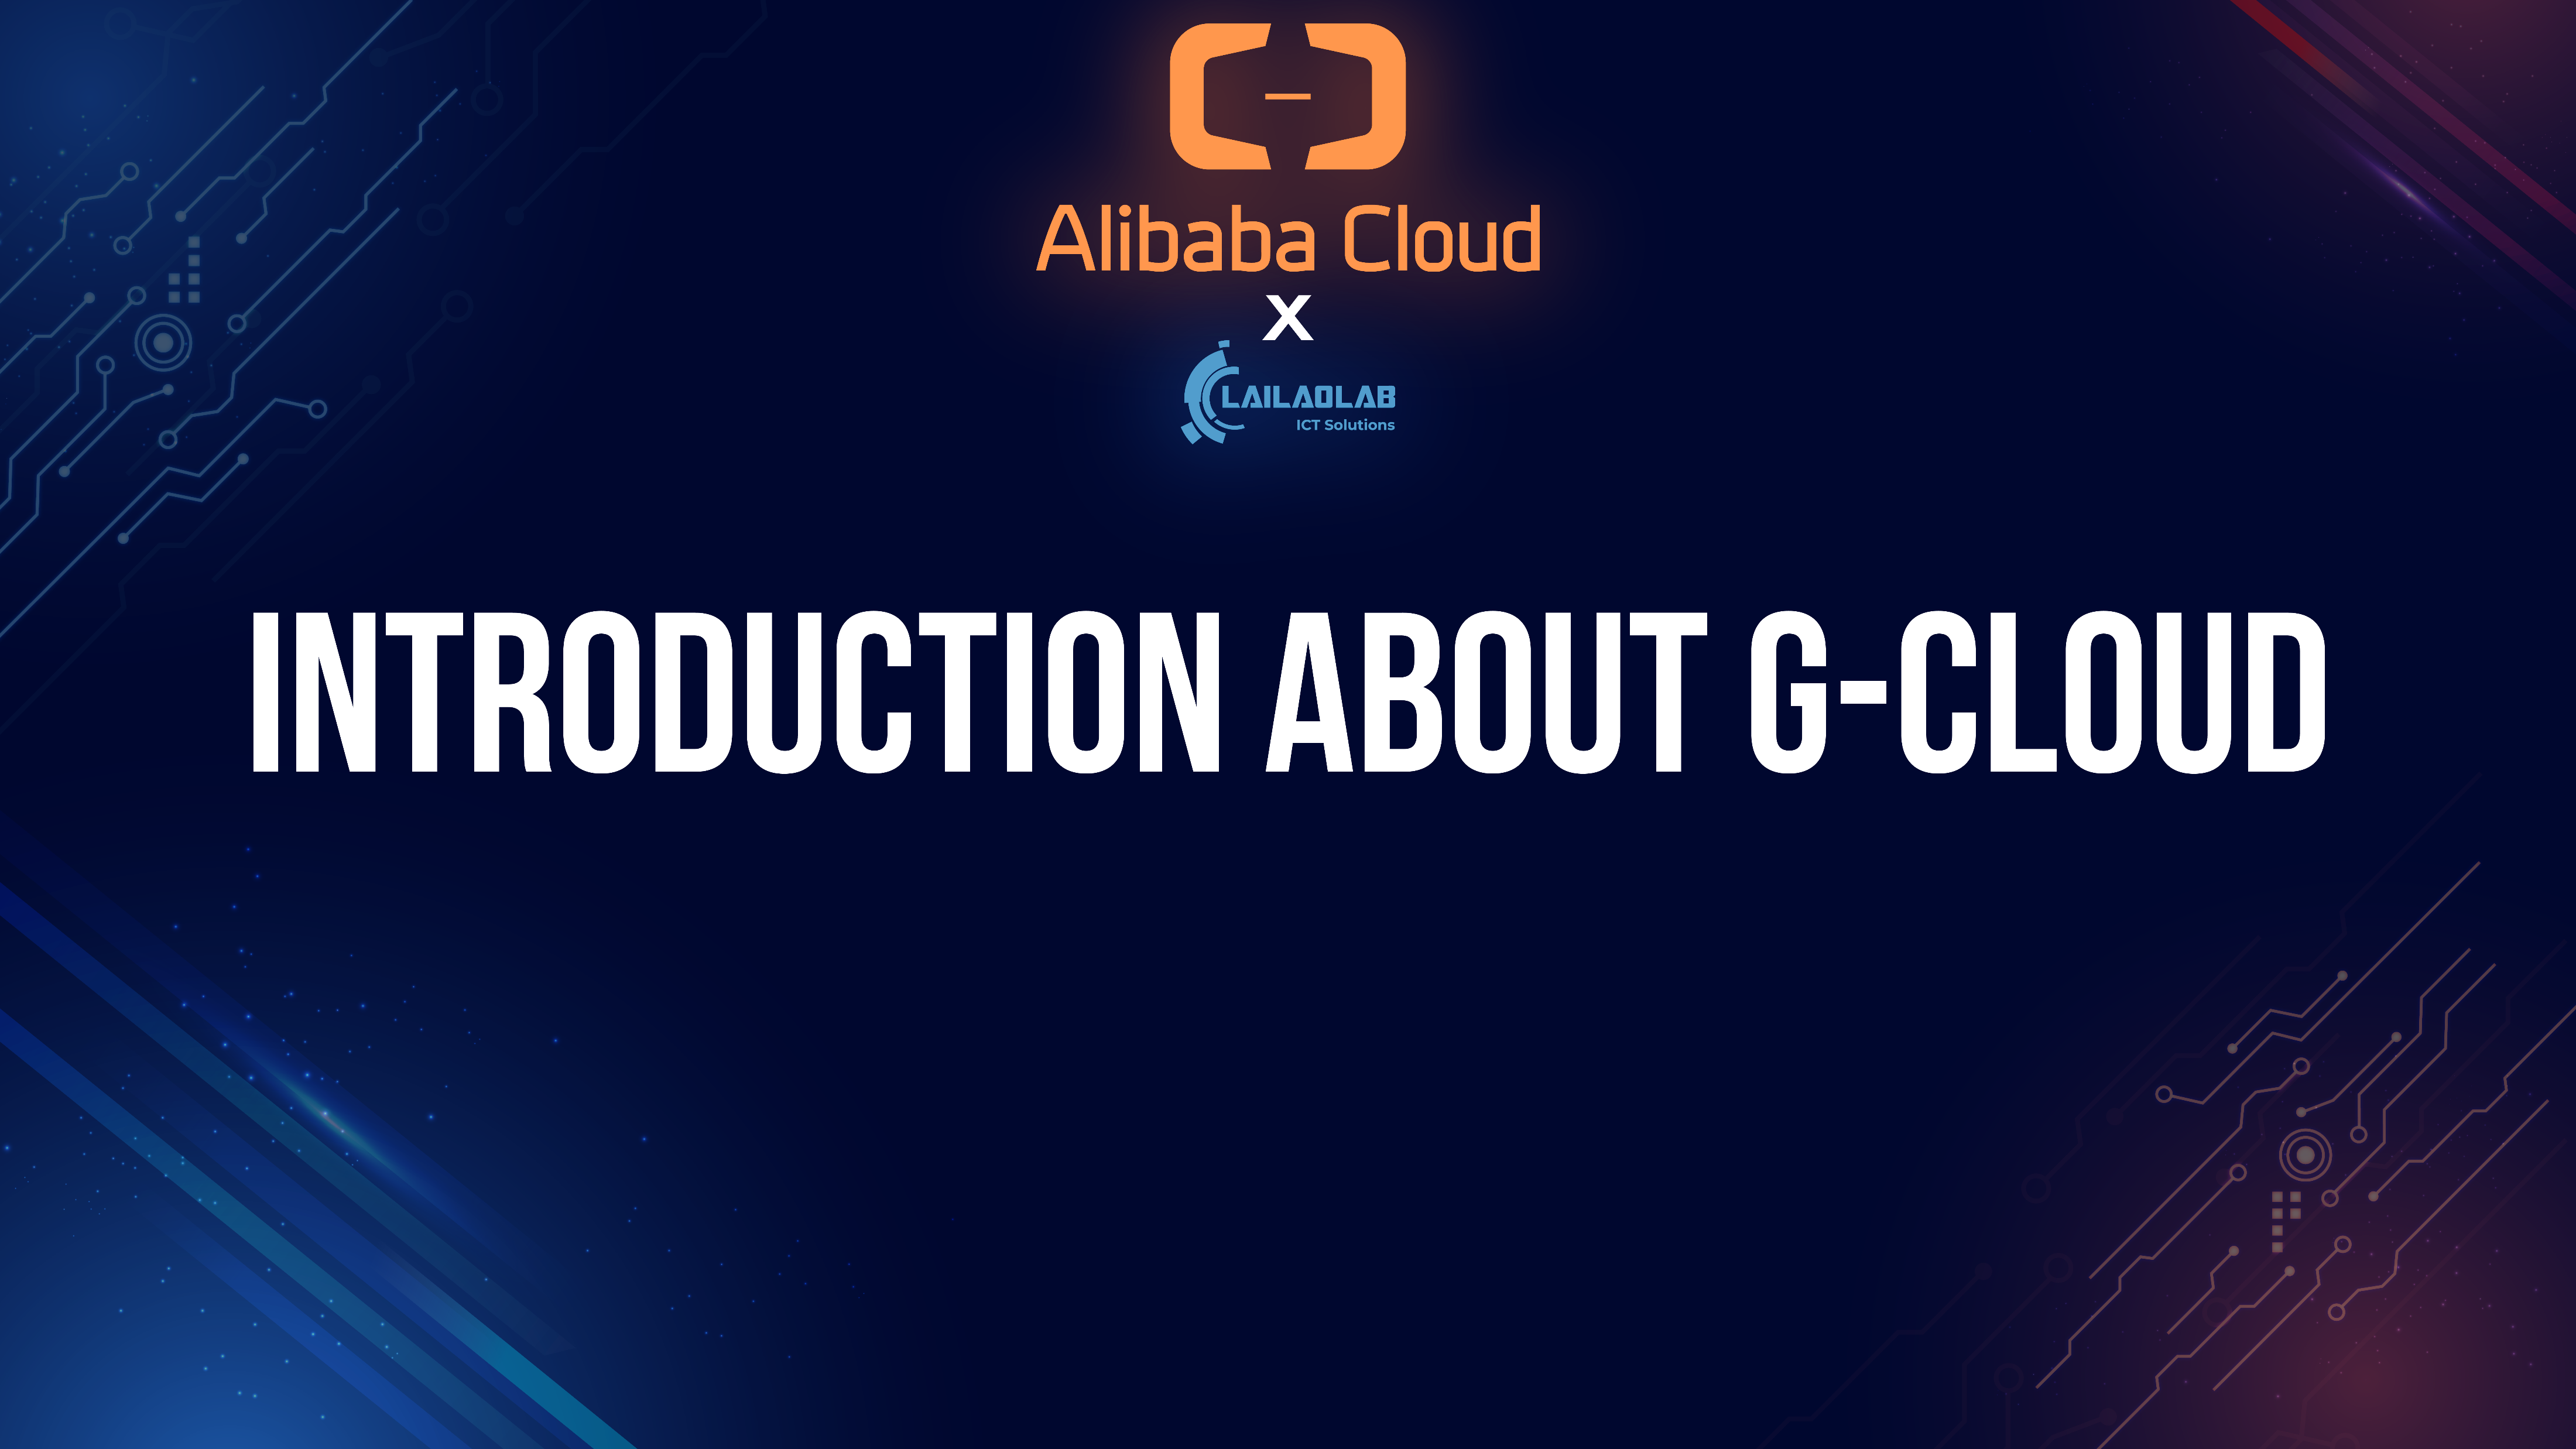 Alibaba Cloud
X
LAILAOLAB
ICT Solutions
INTRODUCTION ABOUT G-CLOUD